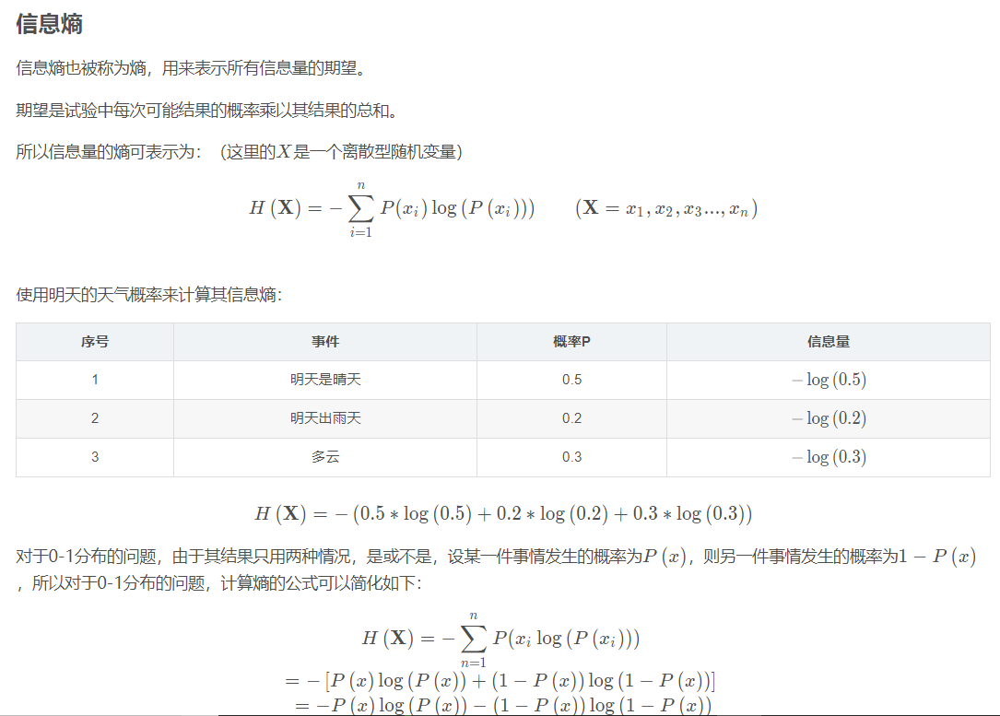 信息熵
信息熵也被称为熵，用来表示所有信息量的期望。
期望是试验中每次可能结果的概率乘以其结果的总和。
所以信息量的熵可表示为：（这里的X是一个离散型随机变量）
H (X) = − ∑_{i=1}^{n} P(x_i) log (P (x_i))) (X = x_1, x_2, x_3..., x_n)
使用明天的天气概率来计算其信息熵：
序号 事件 概率P 信息量
1 明天是晴天 0.5 − log (0.5)
2 明天出雨天 0.2 − log (0.2)
3 多云 0.3 − log (0.3)
H (X) = − (0.5 * log (0.5) + 0.2 * log (0.2) + 0.3 * log (0.3))
对于0-1分布的问题，由于其结果只用两种情况，是或不是，设某一件事情发生的概率为P (x)，则另一件事情发生的概率为1 − P (x)
，所以对于0-1分布的问题，计算熵的公式可以简化如下：
H (X) = − ∑_{n=1}^{n} P(x_i log (P (x_i)))
= − [P (x) log (P (x)) + (1 − P (x)) log (1 − P (x))]
= −P (x) log (P (x)) − (1 − P (x)) log (1 − P (x))